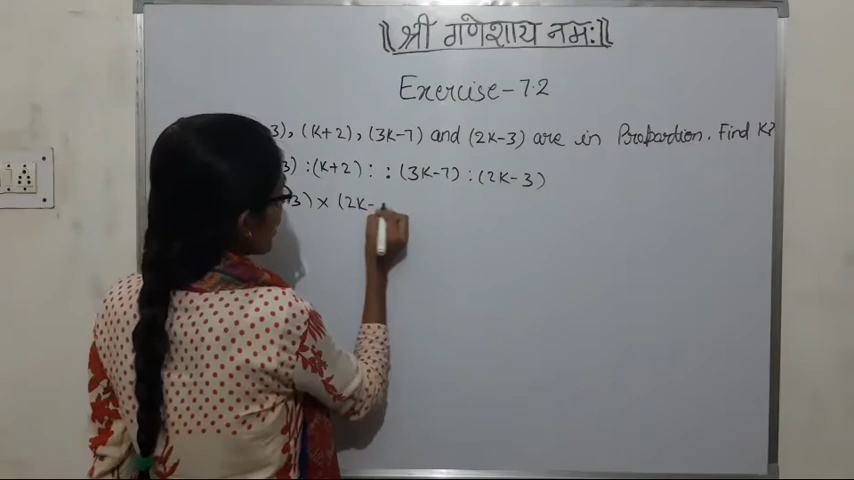 ॥ श्री गणेशाय नमः ॥
Exercise-7.2
3), (K+2), (3K-7) and (2K-3) are in Propartion. Find K?
3) : (K+2) : : (3K-7) : (2K-3)
3) × (2K-